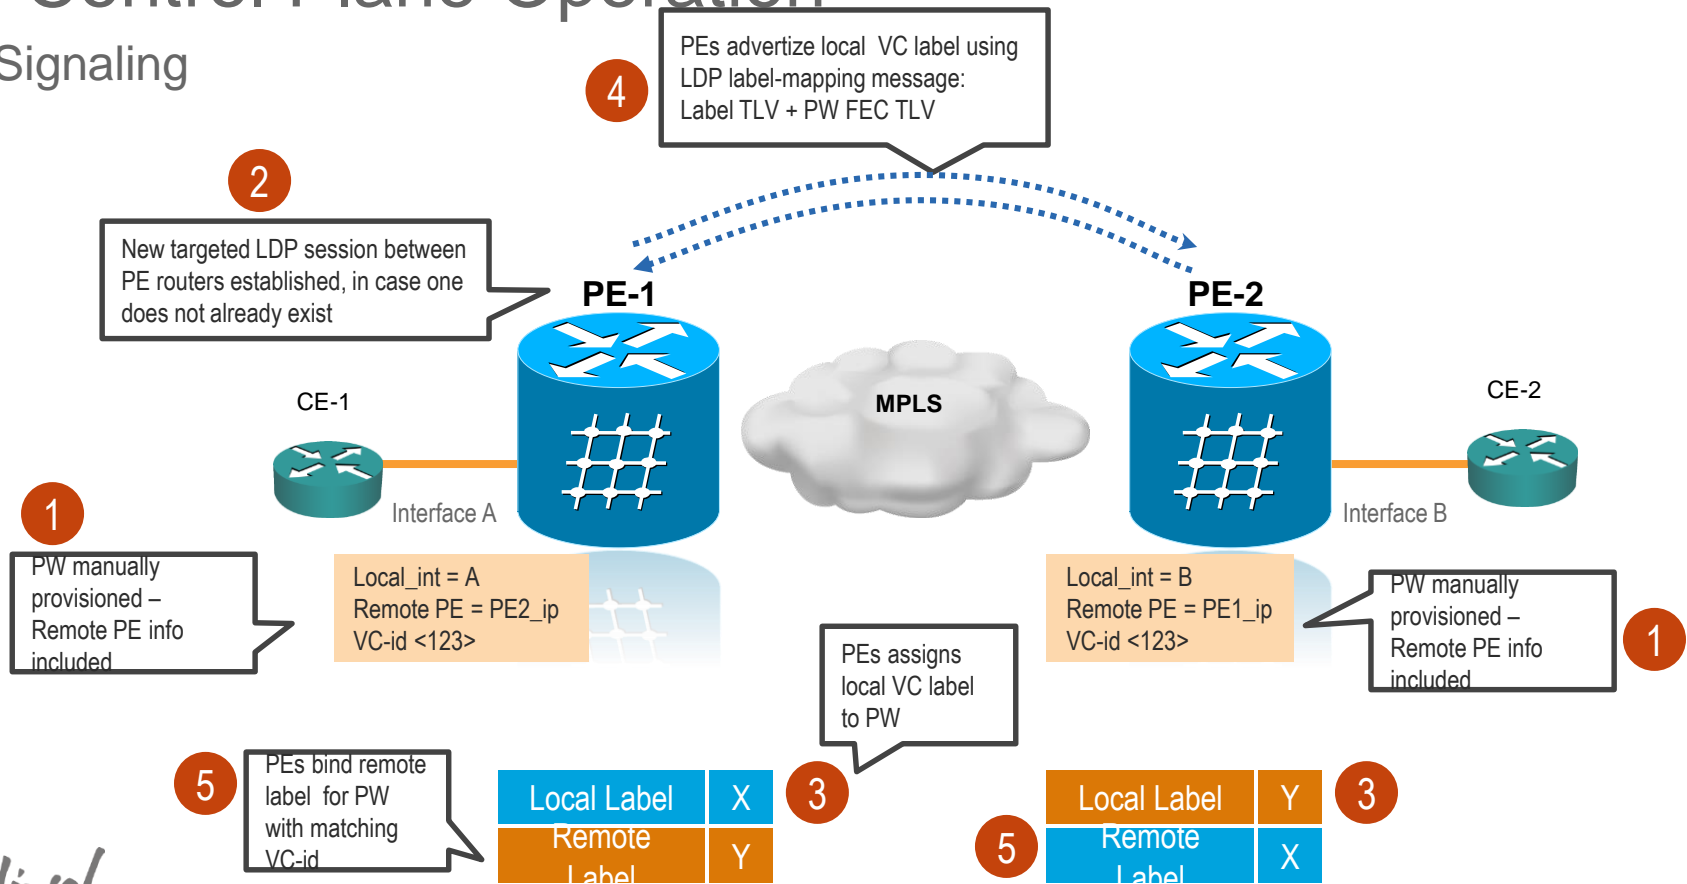 Control Plane Operation
Signaling
4
PEs advertize local VC label using
LDP label-mapping message:
Label TLV + PW FEC TLV
2
New targeted LDP session between
PE routers established, in case one
does not already exist
PE-1
PE-2
CE-1
MPLS
CE-2
Interface A
Interface B
1
PW manually
provisioned –
Remote PE info
included
Local_int = A
Remote PE = PE2_ip
VC-id <123>
Local_int = B
Remote PE = PE1_ip
VC-id <123>
PW manually
provisioned –
Remote PE info
included
1
PEs assigns
local VC label
to PW
5
PEs bind remote
label for PW
with matching
VC-id
Local Label X
3
Remote
Label
Y
Local Label Y
3
5
Remote
Label
X